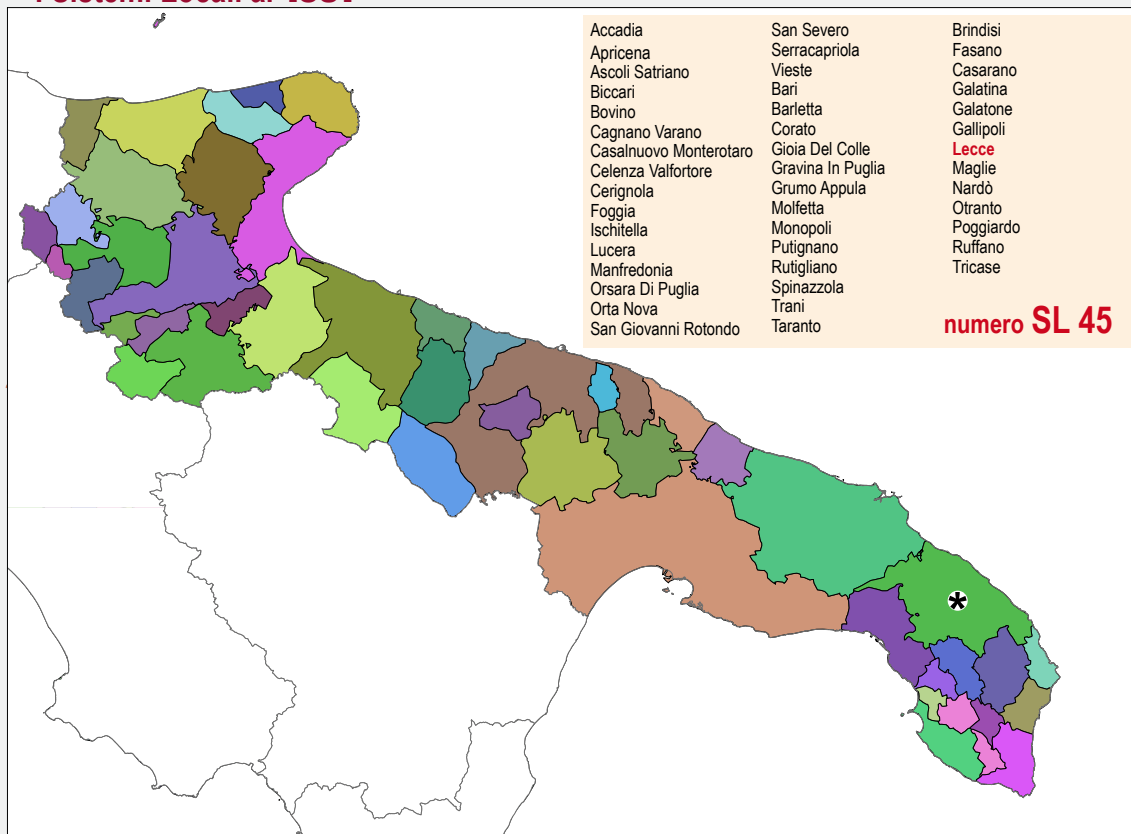 Accadia
Apricena
Ascoli Satriano
Biccari
Bovino
Cagnano Varano
Casalnuovo Monterotaro
Celenza Valfortore
Cerignola
Foggia
Ischitella
Lucera
Manfredonia
Orsara Di Puglia
Orta Nova
San Giovanni Rotondo
San Severo
Serracapriola
Vieste
Bari
Barletta
Corato
Gioia Del Colle
Gravina In Puglia
Grumo Appula
Molfetta
Monopoli
Putignano
Rutigliano
Spinazzola
Trani
Taranto
Brindisi
Fasano
Casarano
Galatina
Galatone
Gallipoli
Lecce
Maglie
Nardò
Otranto
Poggiardo
Ruffano
Tricase
numero SL 45
*